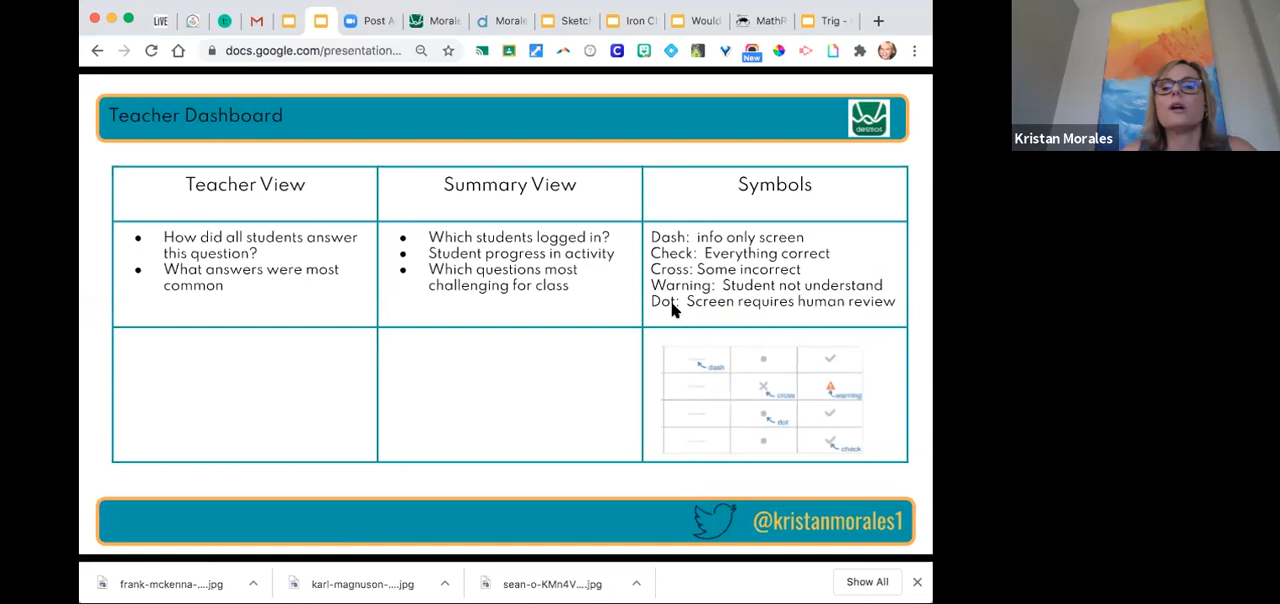 LIVE
Post A
Morale
Morale
Sketc
Iron C
Would
MathR
Trig -
docs.google.com/presentation...
New
Kristan Morales
Teacher Dashboard
desmos
Teacher View
Summary View
Symbols
How did all students answer
this question?
What answers were most
common
Which students logged in?
Student progress in activity
Which questions most
challenging for class
Dash: info only screen
Check: Everything correct
Cross: Some incorrect
Warning: Student not understand
Dot: Screen requires human review
dash
cross
warning
dot
check
@kristanmorales1
frank-mckenna-....jpg
karl-magnuson-....jpg
sean-o-KMn4V....jpg
Show All